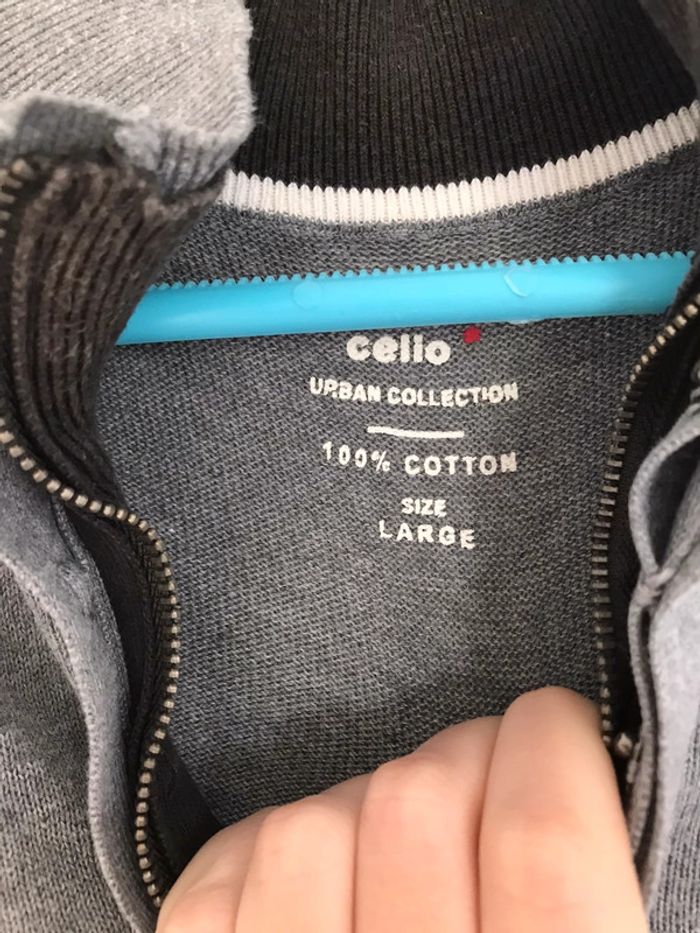 celio
URBAN COLLECTION
100% COTTON
SIZE
LARGE